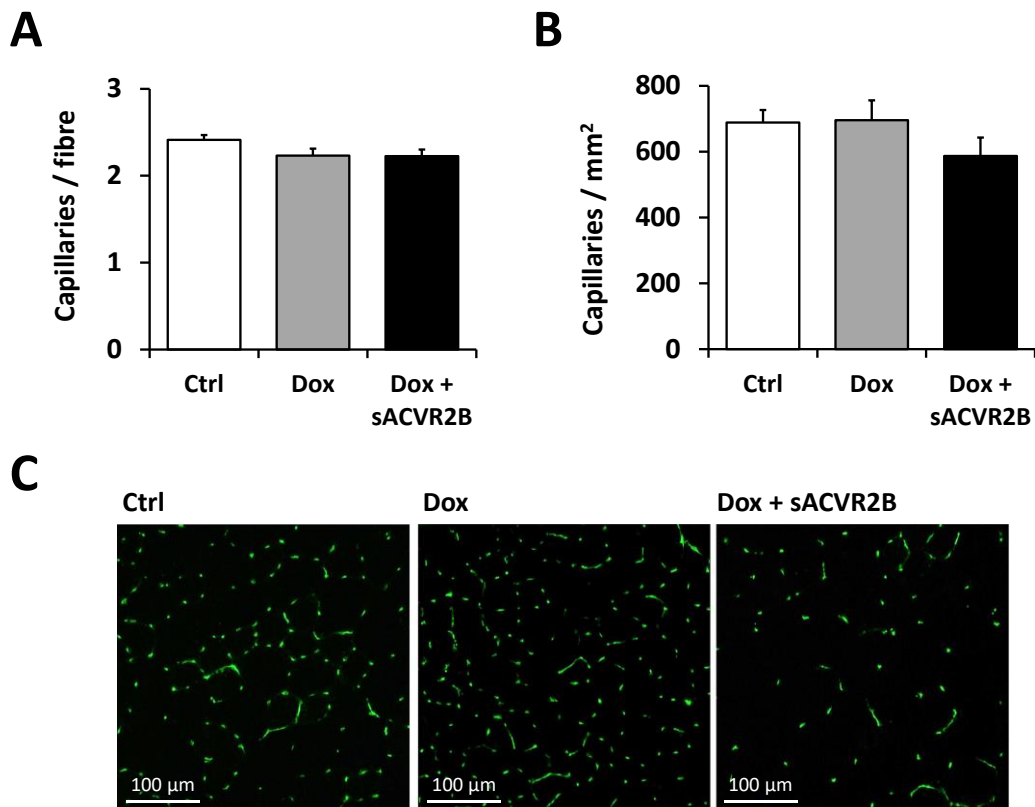 A
Capillaries / fibre
3
2
1
0
Ctrl
Dox
Dox +
sACVR2B
B
Capillaries / mm²
800
600
400
200
0
Ctrl
Dox
Dox +
sACVR2B
C
Ctrl
Dox
Dox + sACVR2B
100 µm
100 µm
100 µm